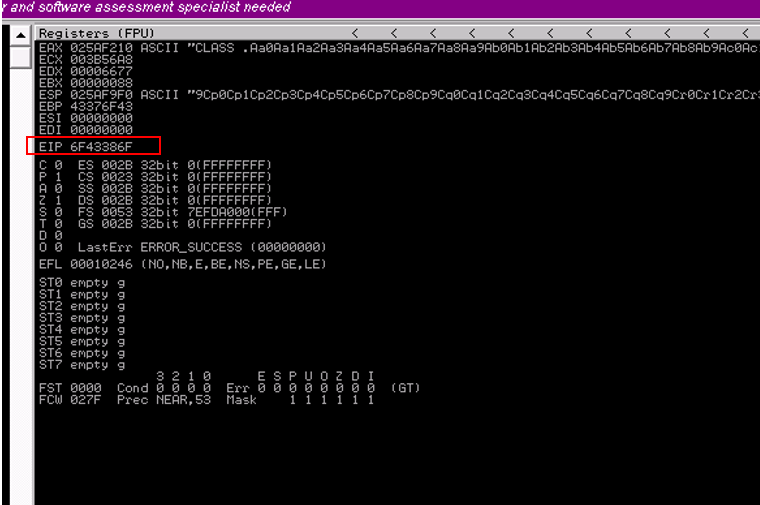 r and software assessment specialist needed
Registers (FPU) < < < < < < < < < < <
EAX 025AF210 ASCII "CLASS .Aa0Aa1Aa2Aa3Aa4Aa5Aa6Aa7Aa8Aa9Ab0Ab1Ab2Ab3Ab4Ab5Ab6Ab7Ab8Ab9Ac0Ac
ECX 003B56A8
EDX 00006677
EBX 00000088
ESP 025AF9F0 ASCII "9Cp0Cp1Cp2Cp3Cp4Cp5Cp6Cp7Cp8Cp9Cq0Cq1Cq2Cq3Cq4Cq5Cq6Cq7Cq8Cq9Cr0Cr1Cr2Cr
EBP 43376F43
ESI 00000000
EDI 00000000
EIP 6F43386F
C 0 ES 002B 32bit 0(FFFFFFFF)
P 1 CS 0023 32bit 0(FFFFFFFF)
A 0 SS 002B 32bit 0(FFFFFFFF)
Z 1 DS 002B 32bit 0(FFFFFFFF)
S 0 FS 0053 32bit 7EFDA000(FFF)
T 0 GS 002B 32bit 0(FFFFFFFF)
D 0
O 0 LastErr ERROR_SUCCESS (00000000)
EFL 00010246 (NO,NB,E,BE,NS,PE,GE,LE)
ST0 empty g
ST1 empty g
ST2 empty g
ST3 empty g
ST4 empty g
ST5 empty g
ST6 empty g
ST7 empty g
3 2 1 0 E S P U O Z D I
FST 0000 Cond 0 0 0 0 Err 0 0 0 0 0 0 0 0 (GT)
FCW 027F Prec NEAR,53 Mask 1 1 1 1 1 1